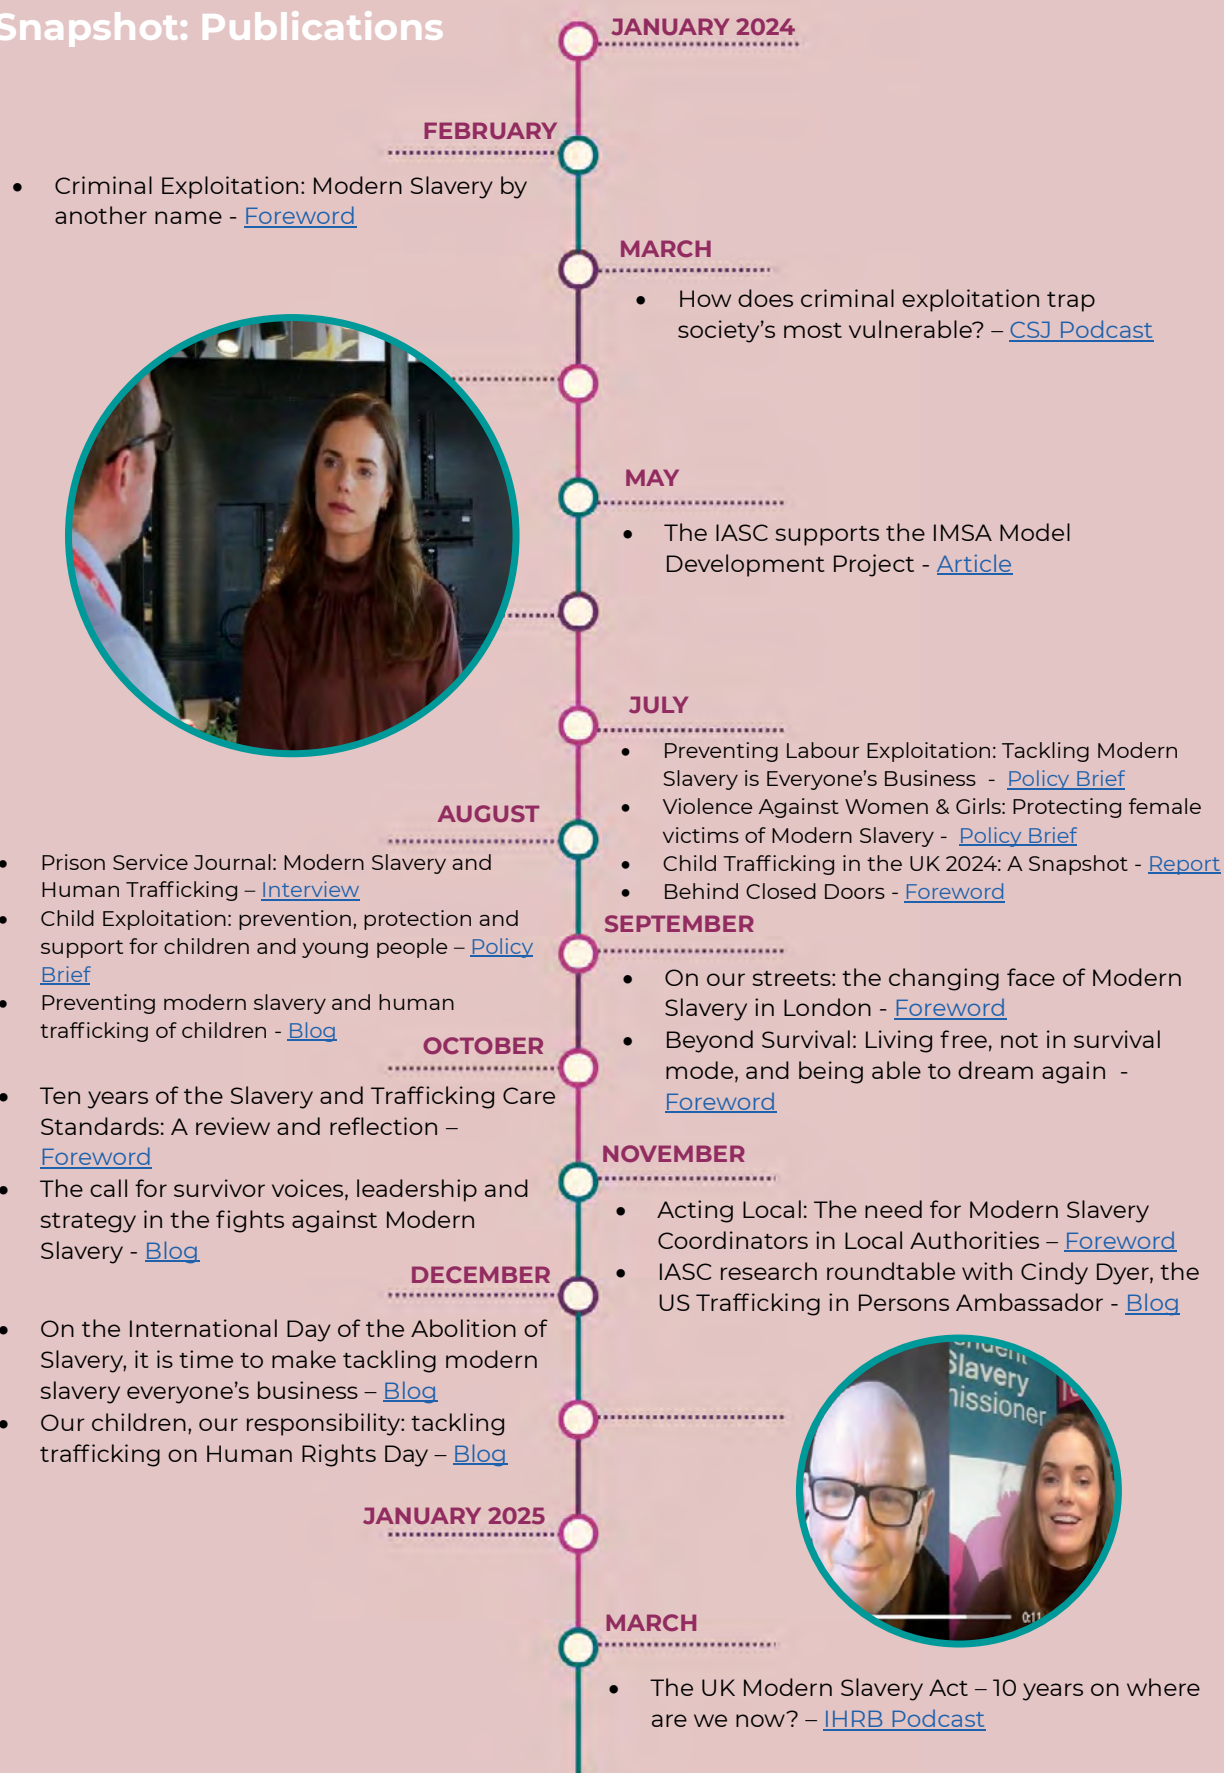 Snapshot: Publications
JANUARY 2024
FEBRUARY
• Criminal Exploitation: Modern Slavery by
another name - Foreword
MARCH
• How does criminal exploitation trap
society’s most vulnerable? – CSJ Podcast
MAY
• The IASC supports the IMSA Model
Development Project - Article
JULY
• Preventing Labour Exploitation: Tackling Modern
Slavery is Everyone’s Business - Policy Brief
• Violence Against Women & Girls: Protecting female
victims of Modern Slavery - Policy Brief
• Child Trafficking in the UK 2024: A Snapshot - Report
• Behind Closed Doors - Foreword
AUGUST
• Prison Service Journal: Modern Slavery and
Human Trafficking – Interview
• Child Exploitation: prevention, protection and
support for children and young people – Policy
Brief
• Preventing modern slavery and human
trafficking of children - Blog
SEPTEMBER
• On our streets: the changing face of Modern
Slavery in London - Foreword
• Beyond Survival: Living free, not in survival
mode, and being able to dream again -
Foreword
OCTOBER
• Ten years of the Slavery and Trafficking Care
Standards: A review and reflection –
Foreword
• The call for survivor voices, leadership and
strategy in the fights against Modern
Slavery - Blog
NOVEMBER
• Acting Local: The need for Modern Slavery
Coordinators in Local Authorities – Foreword
• IASC research roundtable with Cindy Dyer, the
US Trafficking in Persons Ambassador - Blog
DECEMBER
• On the International Day of the Abolition of
Slavery, it is time to make tackling modern
slavery everyone’s business – Blog
• Our children, our responsibility: tackling
trafficking on Human Rights Day – Blog
Slavery
0:11
JANUARY 2025
MARCH
• The UK Modern Slavery Act – 10 years on where
are we now? – IHRB Podcast